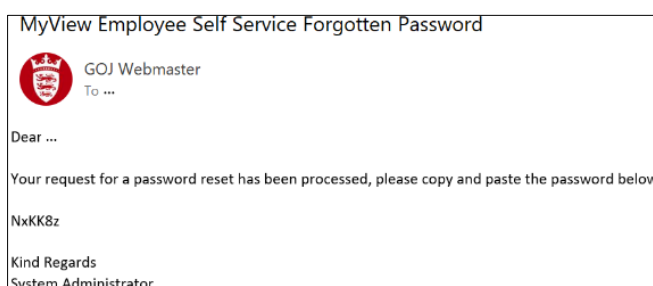 MyView Employee Self Service Forgotten Password
GOJ Webmaster
To ...
Dear ...
Your request for a password reset has been processed, please copy and paste the password below
NxKK8z
Kind Regards
System Administrator